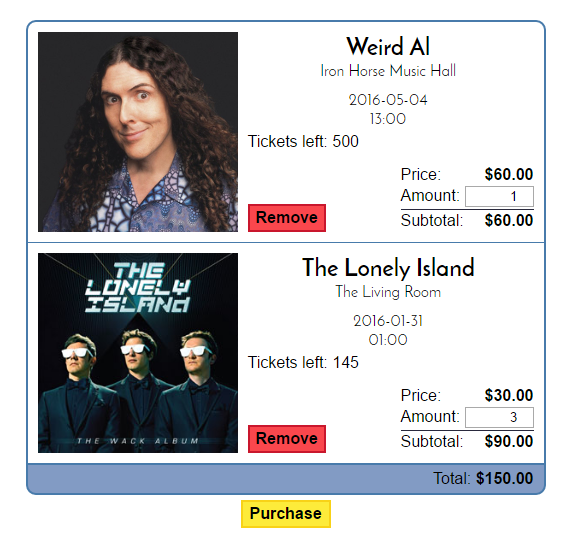 Weird Al
Iron Horse Music Hall
2016-05-04
13:00
Tickets left: 500
Price: $60.00
Amount: 1
Remove
Subtotal: $60.00
THE
LONELY
ISLAND
THE WACK ALBUM
The Lonely Island
The Living Room
2016-01-31
01:00
Tickets left: 145
Price: $30.00
Amount: 3
Remove
Subtotal: $90.00
Total: $150.00
Purchase